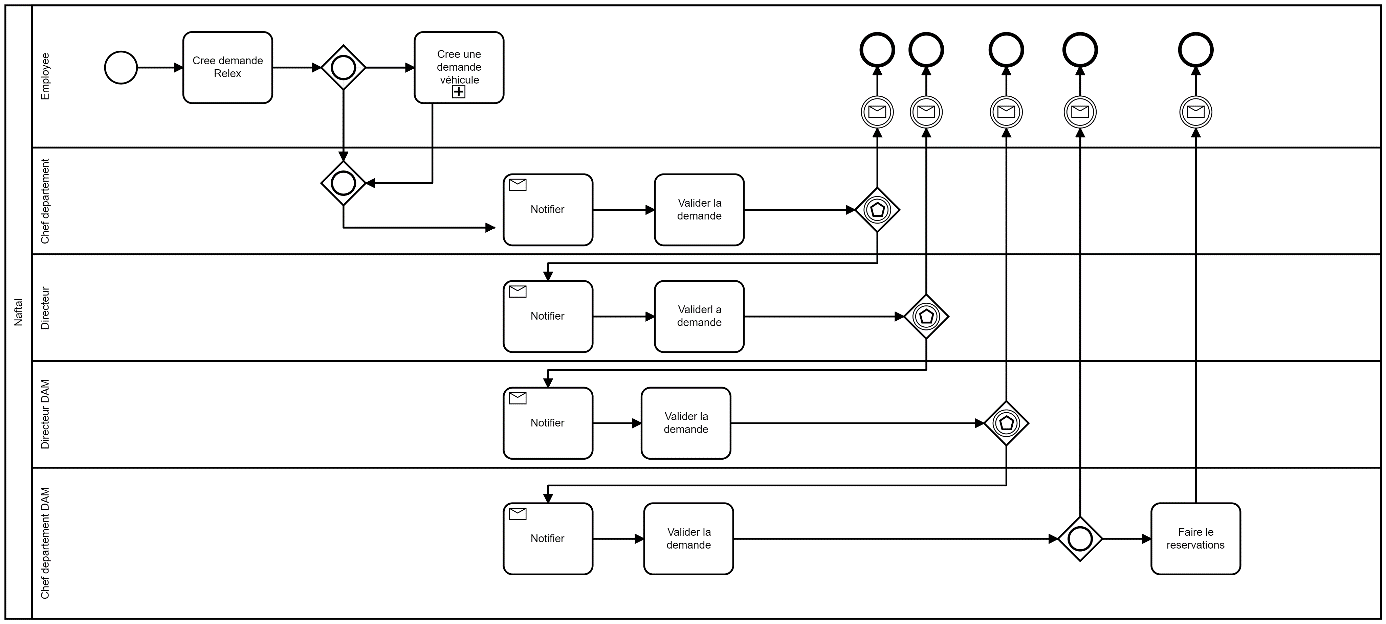 Naftal
Employee
Cree demande
Relex
Cree une
demande
véhicule
Chef departement
Notifier
Valider la
demande
Directeur
Notifier
Validerl a
demande
Directeur DAM
Notifier
Valider la
demande
Chef departement DAM
Notifier
Valider la
demande
Faire le
reservations